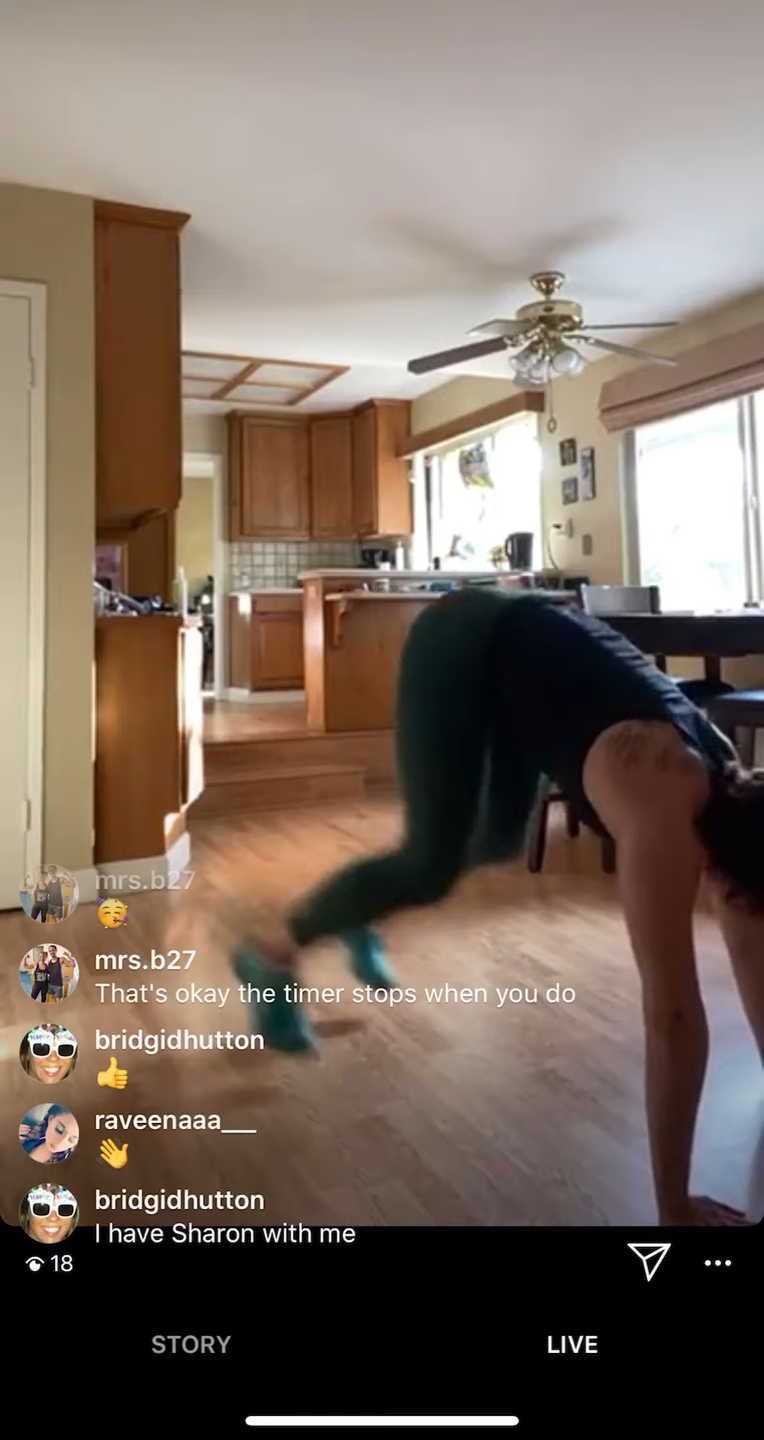 mrs.b27
🥳
mrs.b27
That's okay the timer stops when you do
bridgidhutton
👍
raveenaaa___
👋
bridgidhutton
I have Sharon with me
18
STORY
LIVE